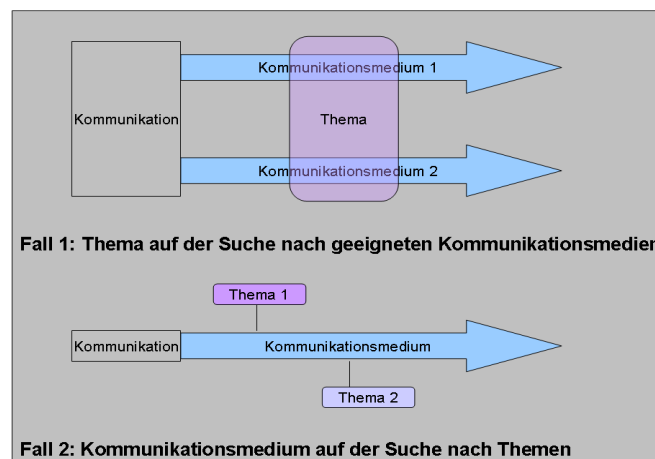 Kommunikationsmedium 1
Kommunikation
Thema
Kommunikationsmedium 2
Fall 1: Thema auf der Suche nach geeigneten Kommunikationsmedien
Thema 1
Kommunikation
Kommunikationsmedium
Thema 2
Fall 2: Kommunikationsmedium auf der Suche nach Themen